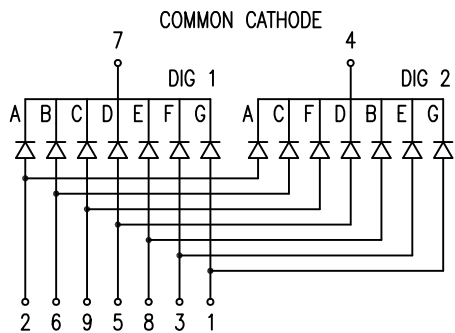 COMMON CATHODE
7 4
DIG 1 DIG 2
A B C D E F G A C F D B E G
2 6 9 5 8 3 1